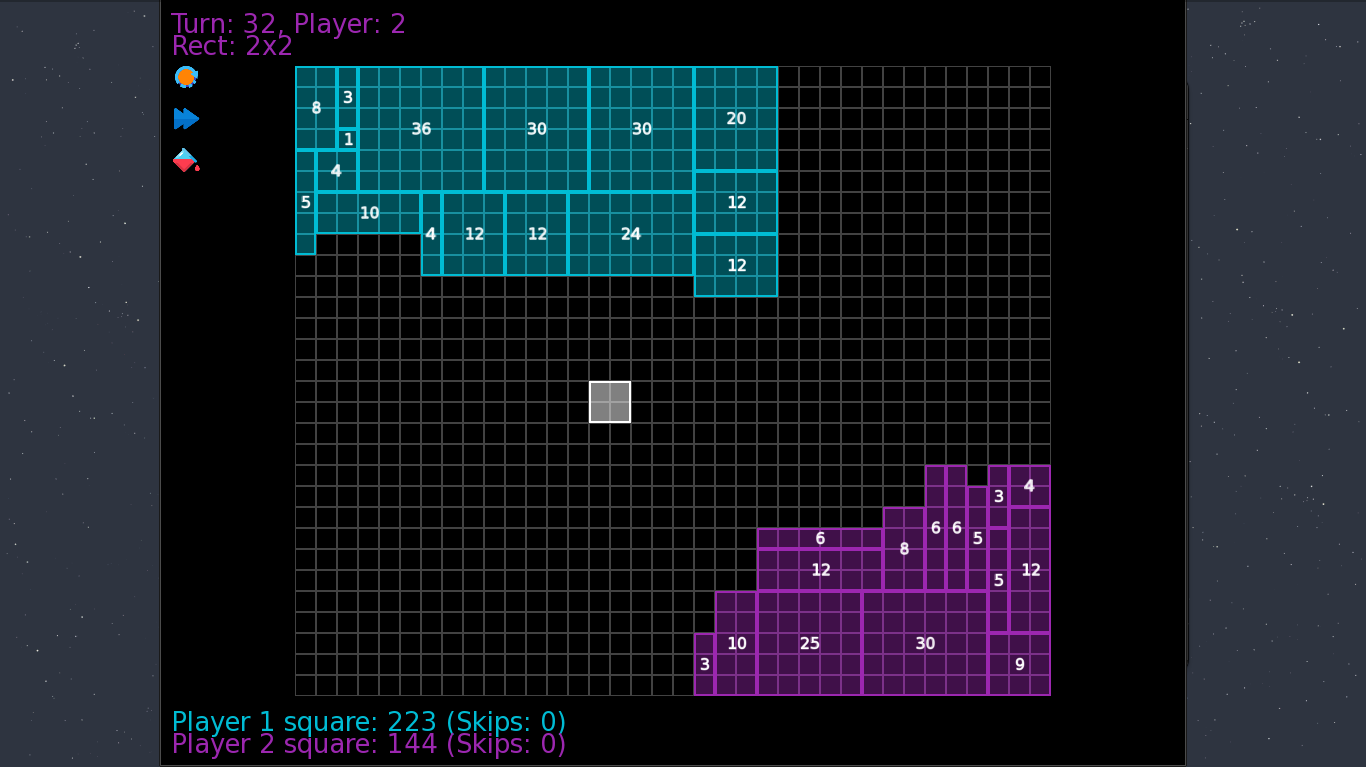 Turn: 32, Player: 2
Rect: 2x2
8 3 36 30 30 20
1
4
5 10 4 12 12 24 12
12
3 4
6 8 6 6 5
12 5 12
3 10 25 30 9
Player 1 square: 223 (Skips: 0)
Player 2 square: 144 (Skips: 0)